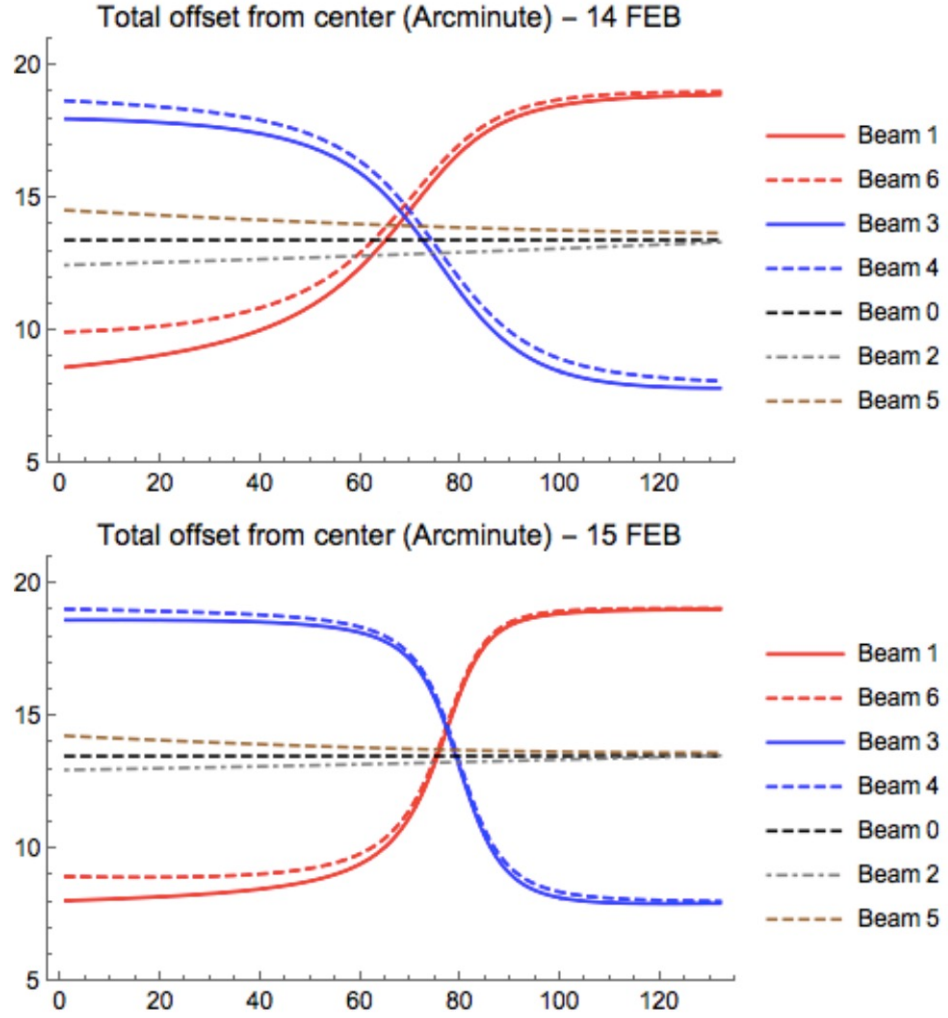 Total offset from center (Arcminute) – 14 FEB
20
15
10
5
0 20 40 60 80 100 120
Beam 1
Beam 6
Beam 3
Beam 4
Beam 0
Beam 2
Beam 5
Total offset from center (Arcminute) – 15 FEB
20
15
10
5
0 20 40 60 80 100 120
Beam 1
Beam 6
Beam 3
Beam 4
Beam 0
Beam 2
Beam 5